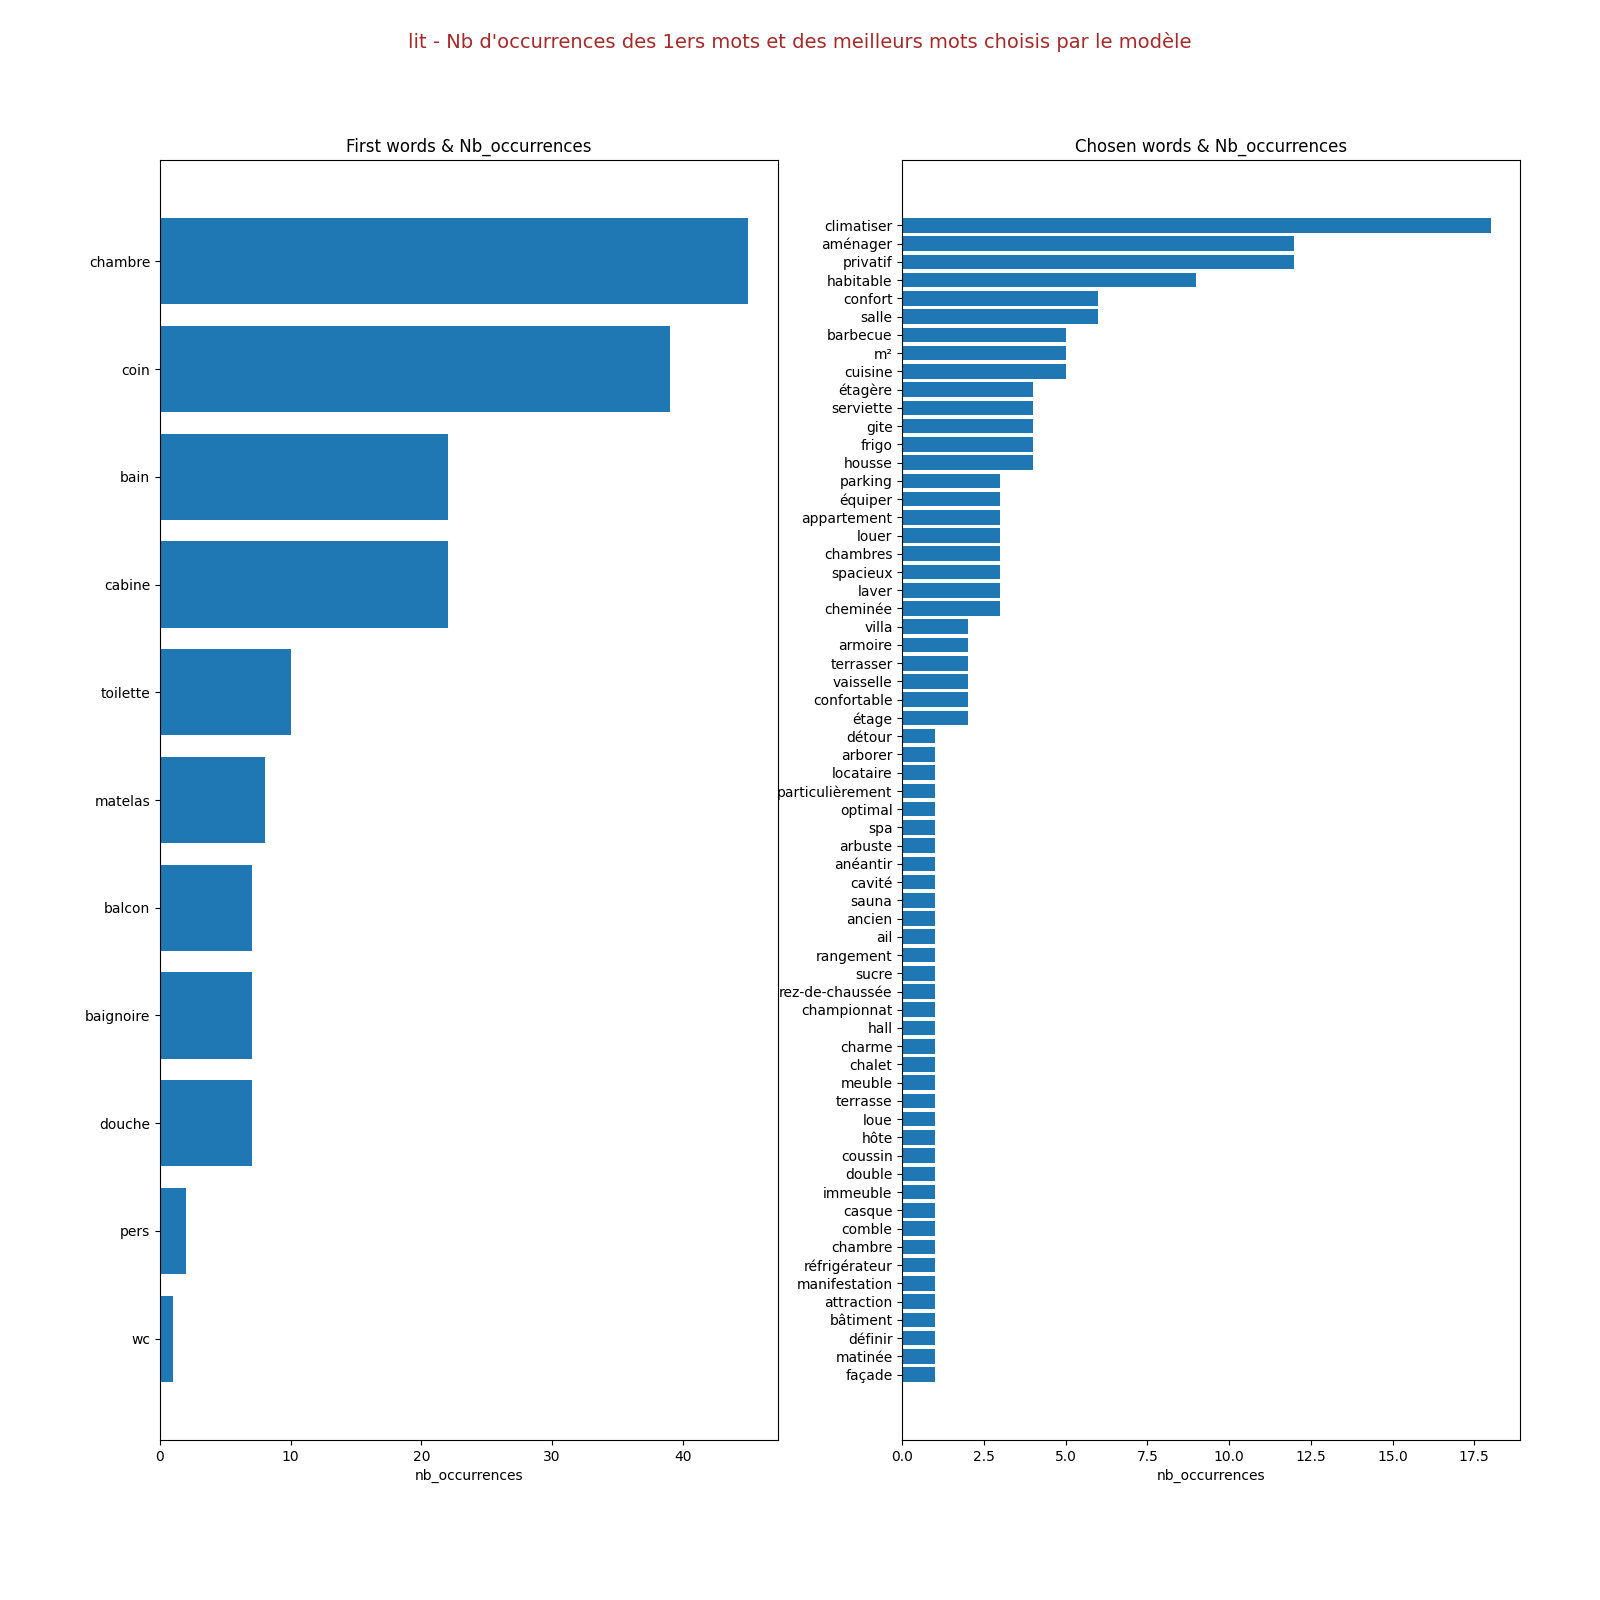 lit - Nb d'occurrences des 1ers mots et des meilleurs mots choisis par le modèle
First words & Nb_occurrences
chambre
coin
bain
cabine
toilette
matelas
balcon
baignoire
douche
pers
wc
0 10 20 30 40
nb_occurrences
Chosen words & Nb_occurrences
climatiser
aménager
privatif
habitable
confort
salle
barbecue
m²
cuisine
étagère
serviette
gite
frigo
housse
parking
équiper
appartement
louer
chambres
spacieux
laver
cheminée
villa
armoire
terrasser
vaisselle
confortable
étage
détour
arborer
locataire
particulièrement
optimal
spa
arbuste
anéantir
cavité
sauna
ancien
ail
rangement
sucre
rez-de-chaussée
championnat
hall
charme
chalet
meuble
terrasse
loue
hôte
coussin
double
immeuble
casque
comble
chambre
réfrigérateur
manifestation
attraction
bâtiment
définir
matinée
façade
0.0 2.5 5.0 7.5 10.0 12.5 15.0 17.5
nb_occurrences